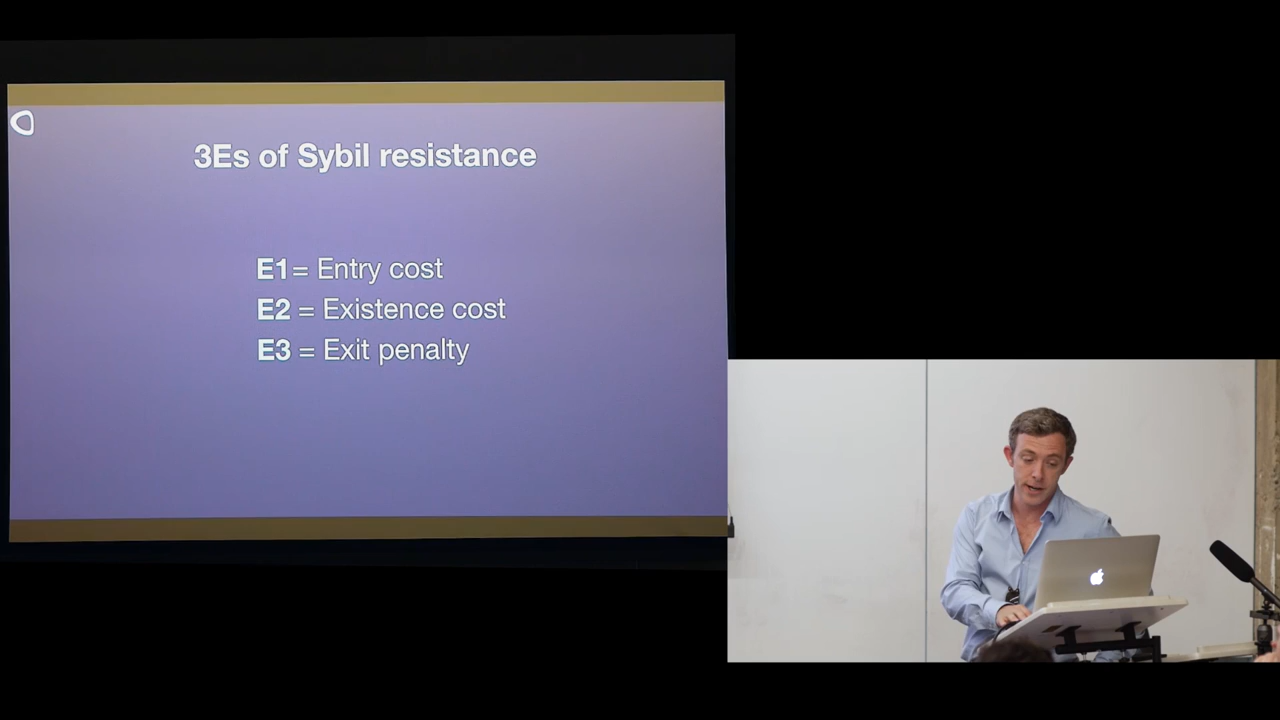 3Es of Sybil resistance
E1= Entry cost
E2 = Existence cost
E3 = Exit penalty